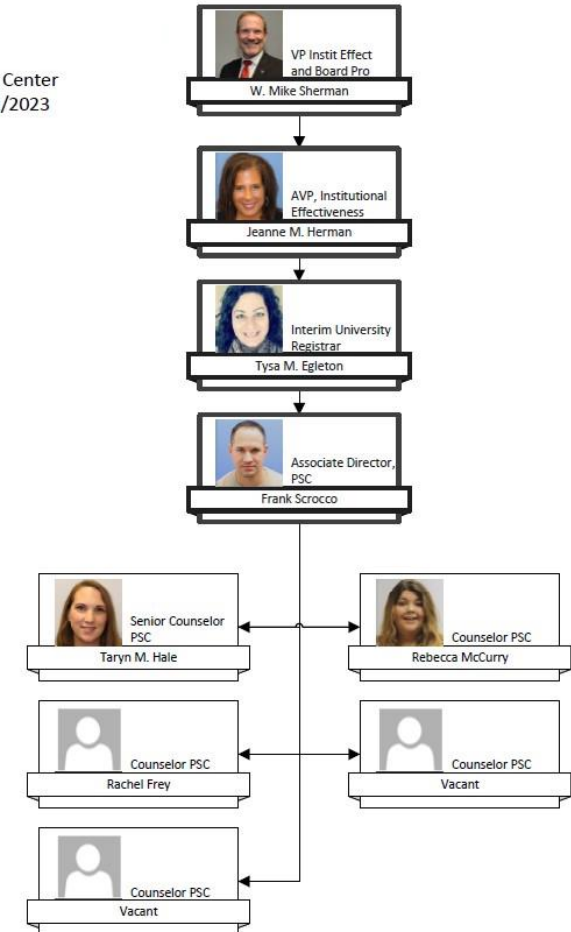 VP Instit Effect
and Board Pro
W. Mike Sherman
Center
/2023
AVP, Institutional
Effectiveness
Jeanne M. Herman
Interim University
Registrar
Tysa M. Egleton
Associate Director,
PSC
Frank Scrocco
Senior Counselor
PSC
Taryn M. Hale
Counselor PSC
Rebecca McCurry
Counselor PSC
Rachel Frey
Counselor PSC
Vacant
Counselor PSC
Vacant